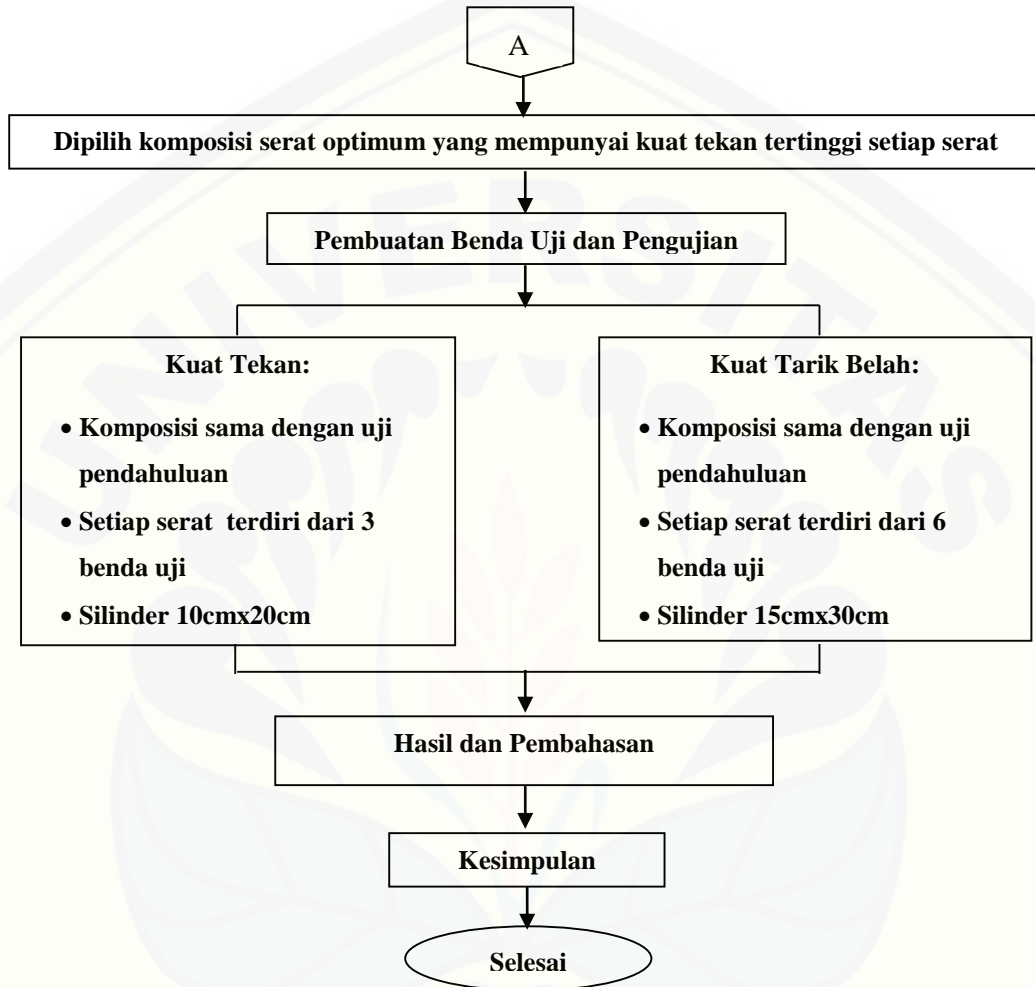 A
Dipilih komposisi serat optimum yang mempunyai kuat tekan tertinggi setiap serat
Pembuatan Benda Uji dan Pengujian
Kuat Tekan:
• Komposisi sama dengan uji
pendahuluan
• Setiap serat terdiri dari 3
benda uji
• Silinder 10cmx20cm
Kuat Tarik Belah:
• Komposisi sama dengan uji
pendahuluan
• Setiap serat terdiri dari 6
benda uji
• Silinder 15cmx30cm
Hasil dan Pembahasan
Kesimpulan
Selesai
UNIVERSITAS